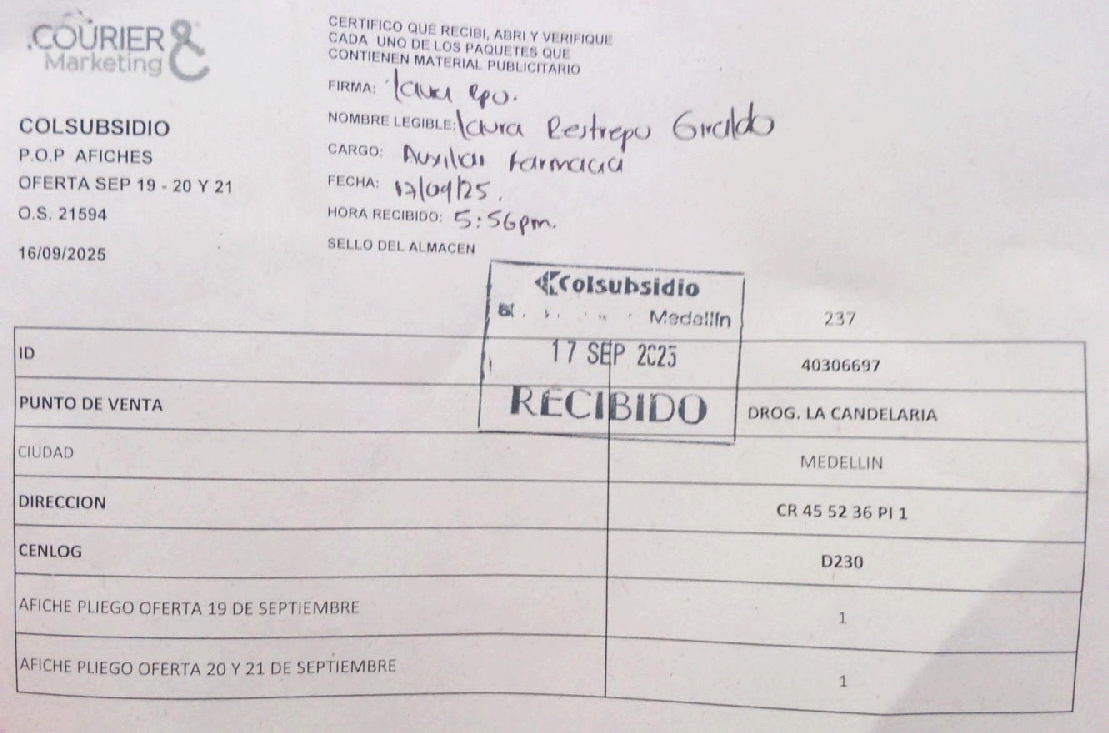 .COURIER &
Marketing
COLSUBSIDIO
P.O.P AFICHES
OFERTA SEP 19 - 20 Y 21
O.S. 21594
16/09/2025
CERTIFICO QUE RECIBI, ABRI Y VERIFIQUE
CADA UNO DE LOS PAQUETES QUE
CONTIENEN MATERIAL PUBLICITARIO
FIRMA: Laura
NOMBRE LEGIBLE: Laura Restrepo Giraldo
CARGO: Auxiliar Farmacia
FECHA: 17/09/25.
HORA RECIBIDO: 5:56pm.
SELLO DEL ALMACEN
Colsubsidio
Medellín
17 SEP 2025
RECIBIDO
237
ID 40306697
PUNTO DE VENTA DROG. LA CANDELARIA
CIUDAD MEDELLIN
DIRECCION CR 45 52 36 PI 1
CENLOG D230
AFICHE PLIEGO OFERTA 19 DE SEPTIEMBRE 1
AFICHE PLIEGO OFERTA 20 Y 21 DE SEPTIEMBRE 1